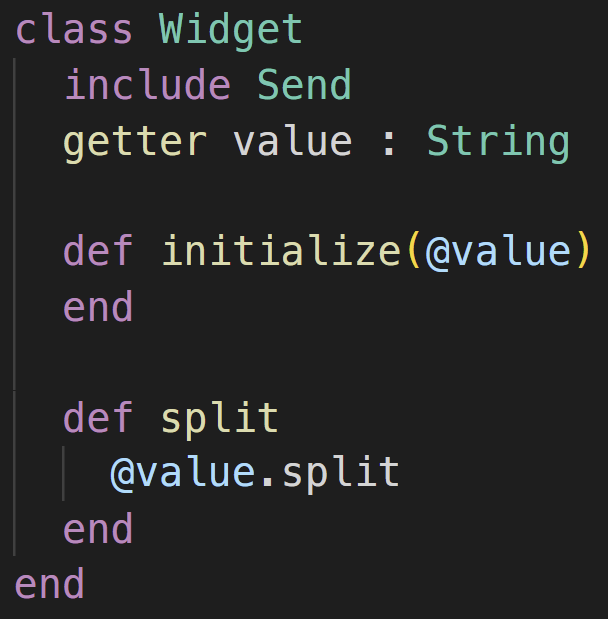 class Widget
  include Send
  getter value : String

  def initialize(@value)
  end

  def split
    @value.split
  end
end